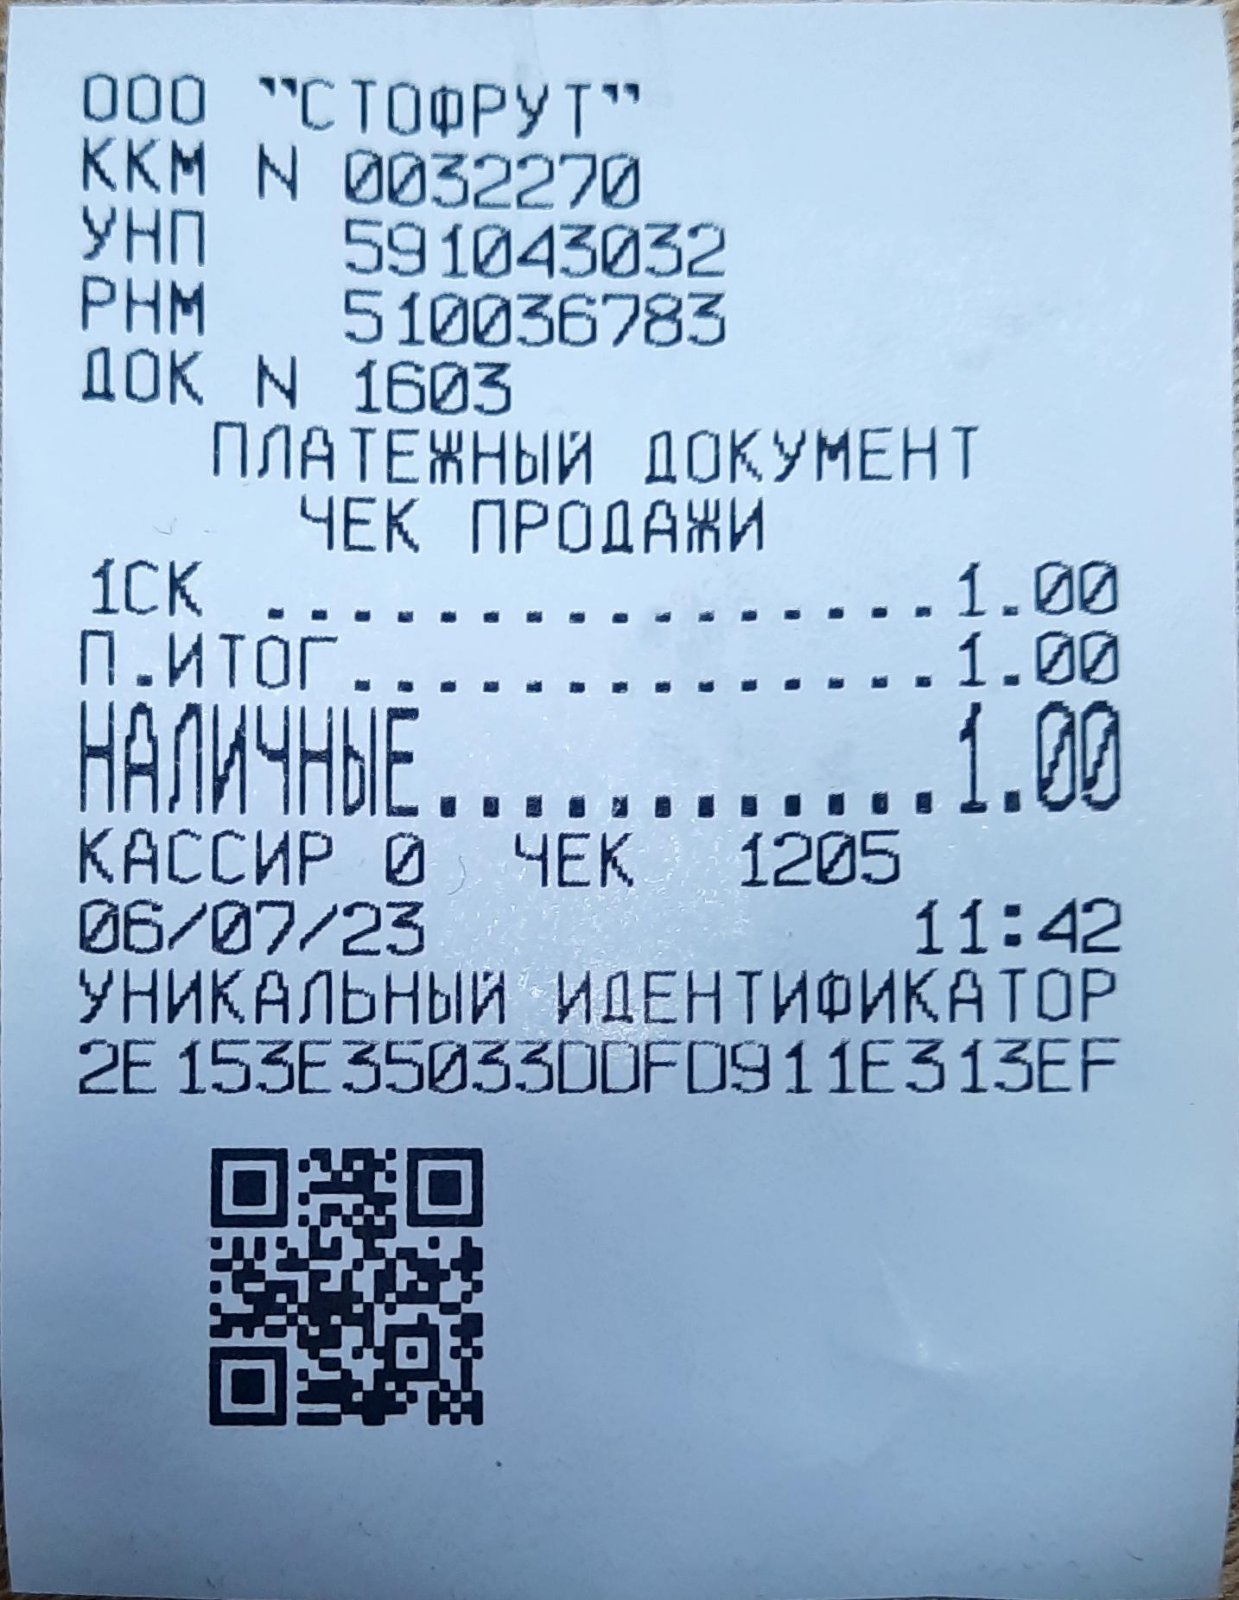 ООО "СТОФРУТ"
ККМ N 0032270
УНП 591043032
РНМ 510036783
ДОК N 1603
ПЛАТЕЖНЫЙ ДОКУМЕНТ
ЧЕК ПРОДАЖИ
1СК ................1.00
П.ИТОГ..............1.00
НАЛИЧНЫЕ............1.00
КАССИР 0 ЧЕК 1205
06/07/23 11:42
УНИКАЛЬНЫЙ ИДЕНТИФИКАТОР
2E153E35033DDFD911E313EF